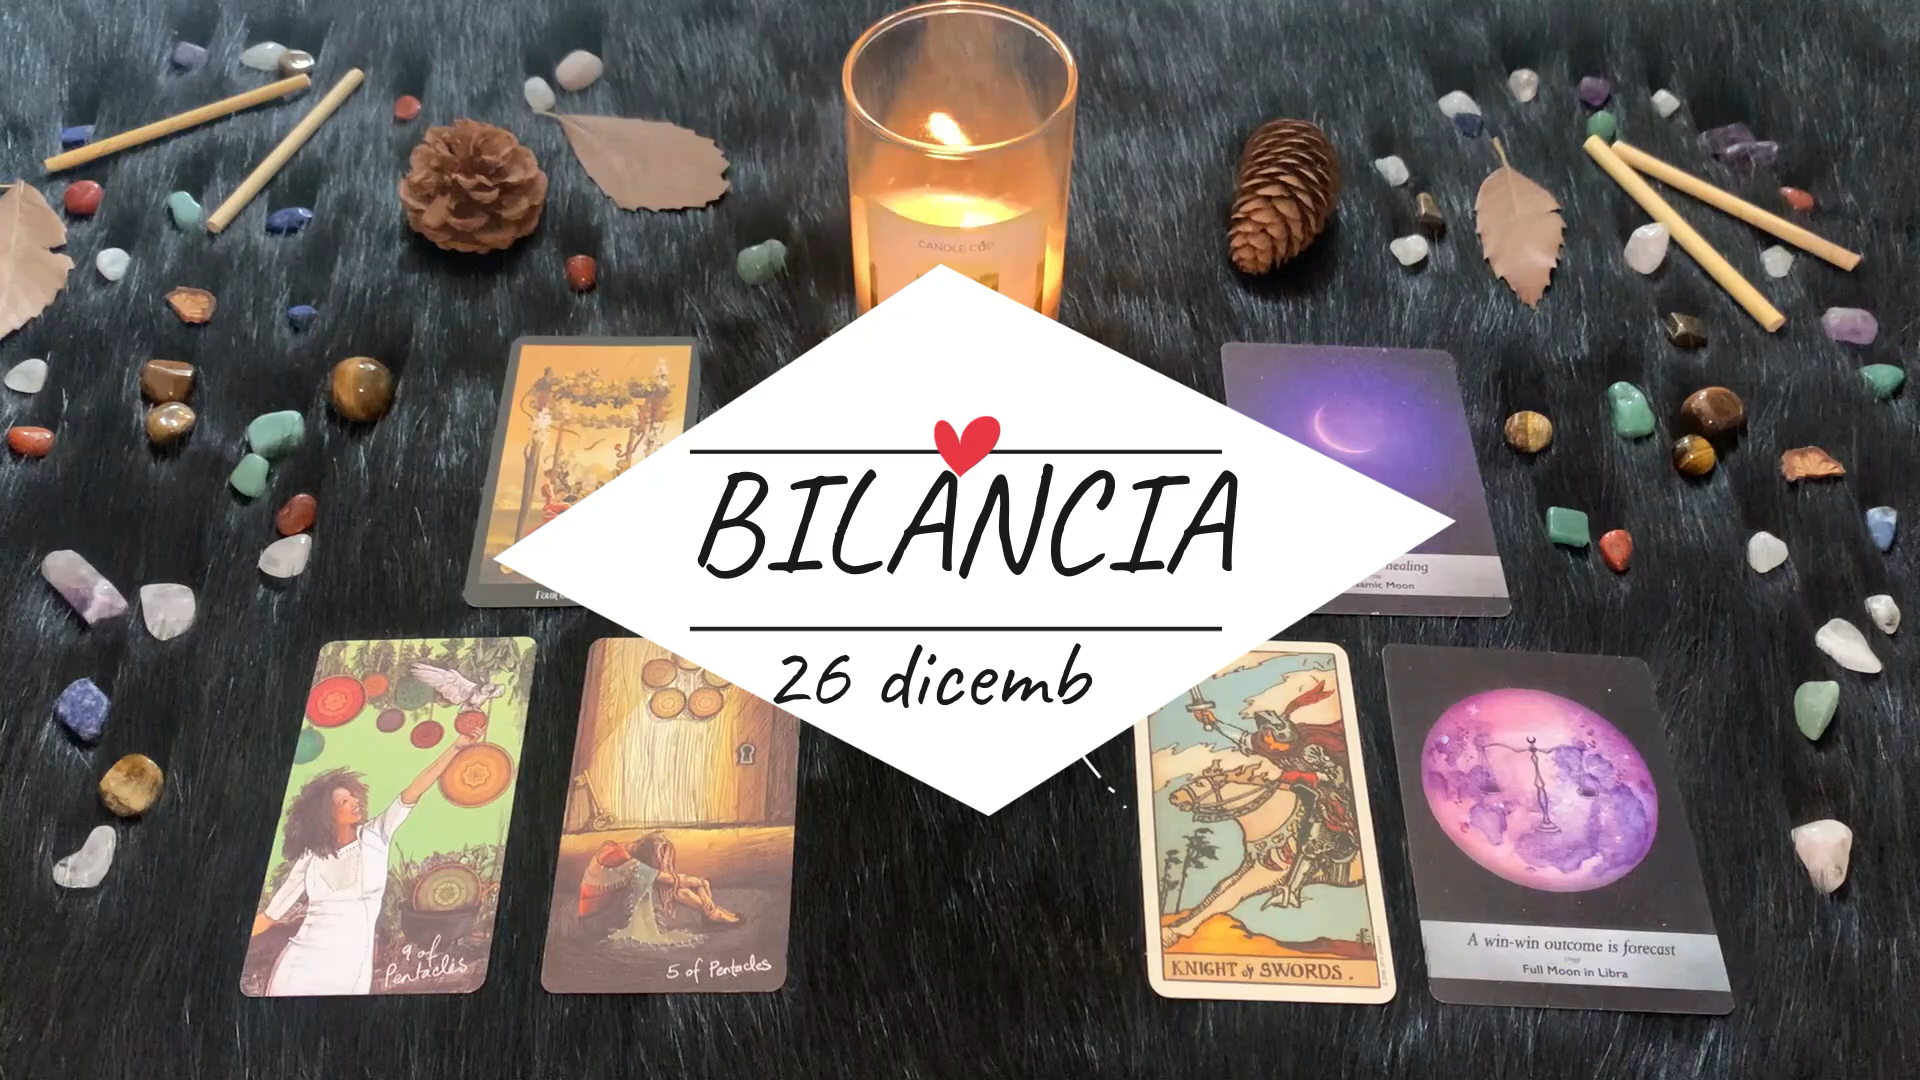 CANDLE
BILANCIA
26 dicemb
healing
Moon
9 of
Pentacles
5 of Pentacles
KNIGHT of SWORDS.
A win-win outcome is forecast
Full Moon in Libra